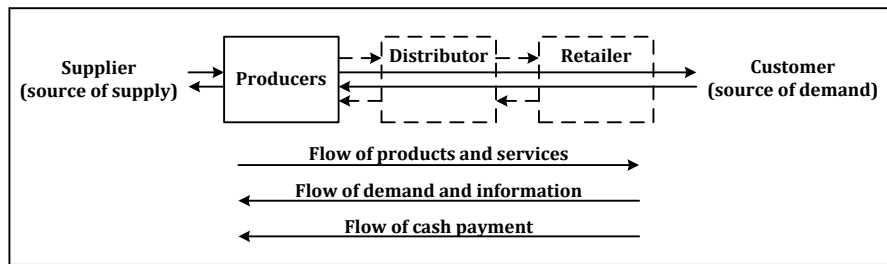 Distributor
Retailer
Supplier
(source of supply)
Producers
Customer
(source of demand)
Flow of products and services
Flow of demand and information
Flow of cash payment